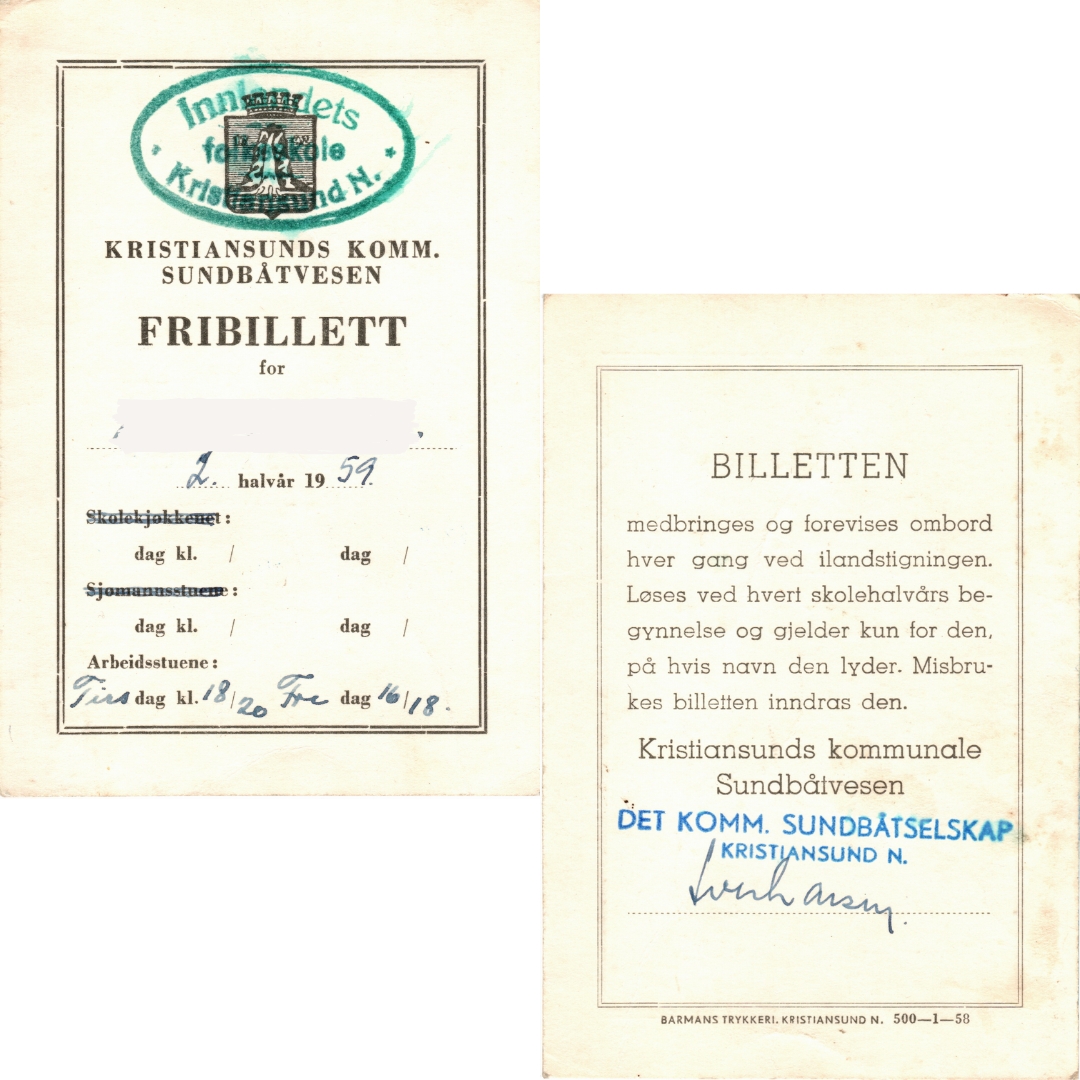 Innlandets
folkeskole
Kristiansund N.
KRISTIANSUNDS KOMM.
SUNDBÅTVESEN
FRIBILLETT
for
2. halvår 19 59
Skolekjøkkenet:
dag kl. / dag /
Sjømannsstuene:
dag kl. / dag /
Arbeidsstuene:
Tirs dag kl. 18/20 Fre dag 16/18.
BILLETTEN
medbringes og forevises ombord
hver gang ved ilandstigningen.
Løses ved hvert skolehalvårs be-
gynnelse og gjelder kun for den,
på hvis navn den lyder. Misbru-
kes billetten inndras den.
Kristiansunds kommunale
Sundbåtvesen
DET KOMM. SUNDBÅTSELSKAP
KRISTIANSUND N.
BARMANS TRYKKERI, KRISTIANSUND N. 500—1—58